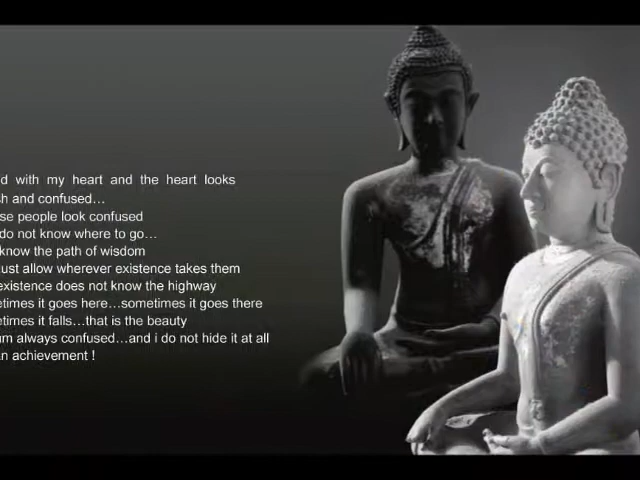 with my heart and the heart looks
and confused...
people look confused
do not know where to go...
know the path of wisdom
allow wherever existence takes them
existence does not know the highway
it goes here...sometimes it goes there
it falls...that is the beauty
always confused...and i do not hide it at all
achievement !